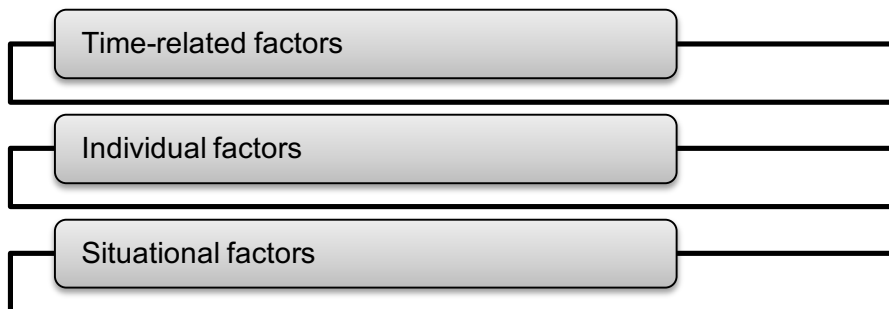 Time-related factors
Individual factors
Situational factors